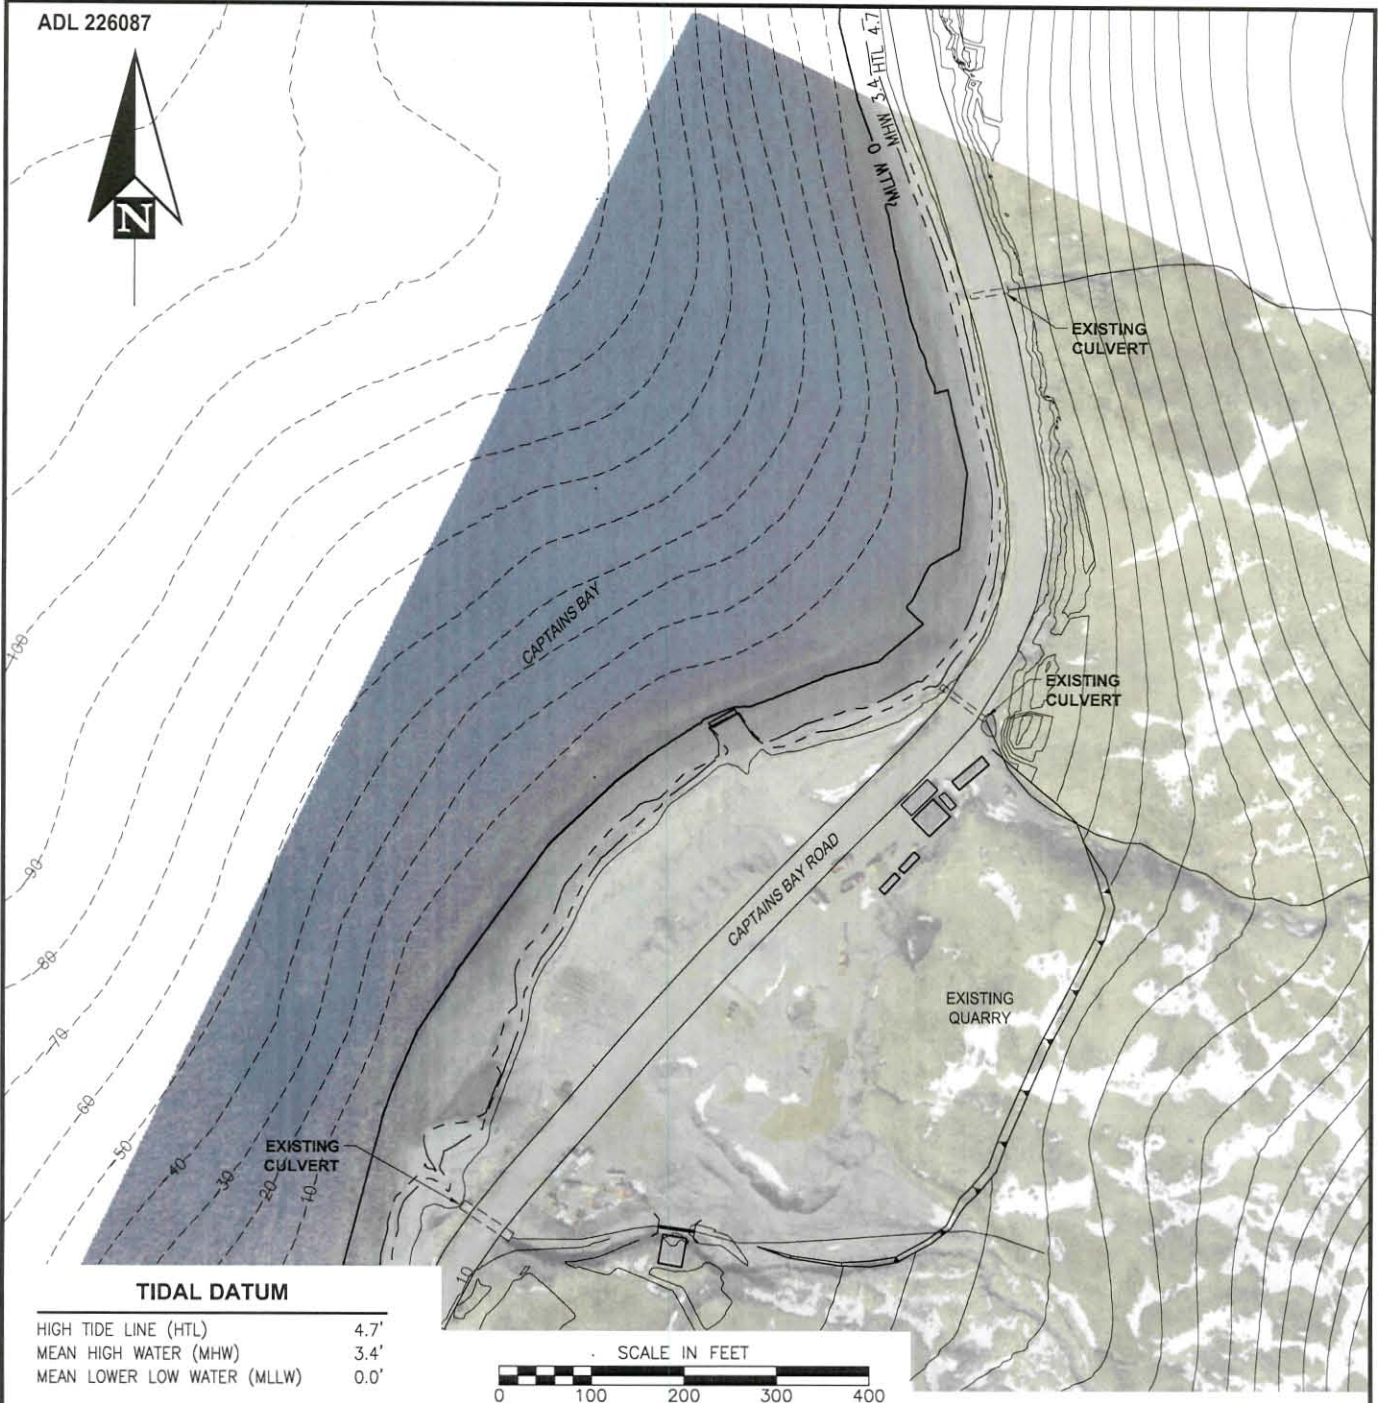 ADL 226087
N
MLLW 0
MHW 3.4
HTL 4.7
EXISTING
CULVERT
CAPTAINS BAY
EXISTING
CULVERT
CAPTAINS BAY ROAD
EXISTING
QUARRY
EXISTING
CULVERT
-100
-90
-80
-70
-60
-50
-40
-30
-20
-10
10
TIDAL DATUM
HIGH TIDE LINE (HTL) 4.7'
MEAN HIGH WATER (MHW) 3.4'
MEAN LOWER LOW WATER (MLLW) 0.0'
SCALE IN FEET
0 100 200 300 400